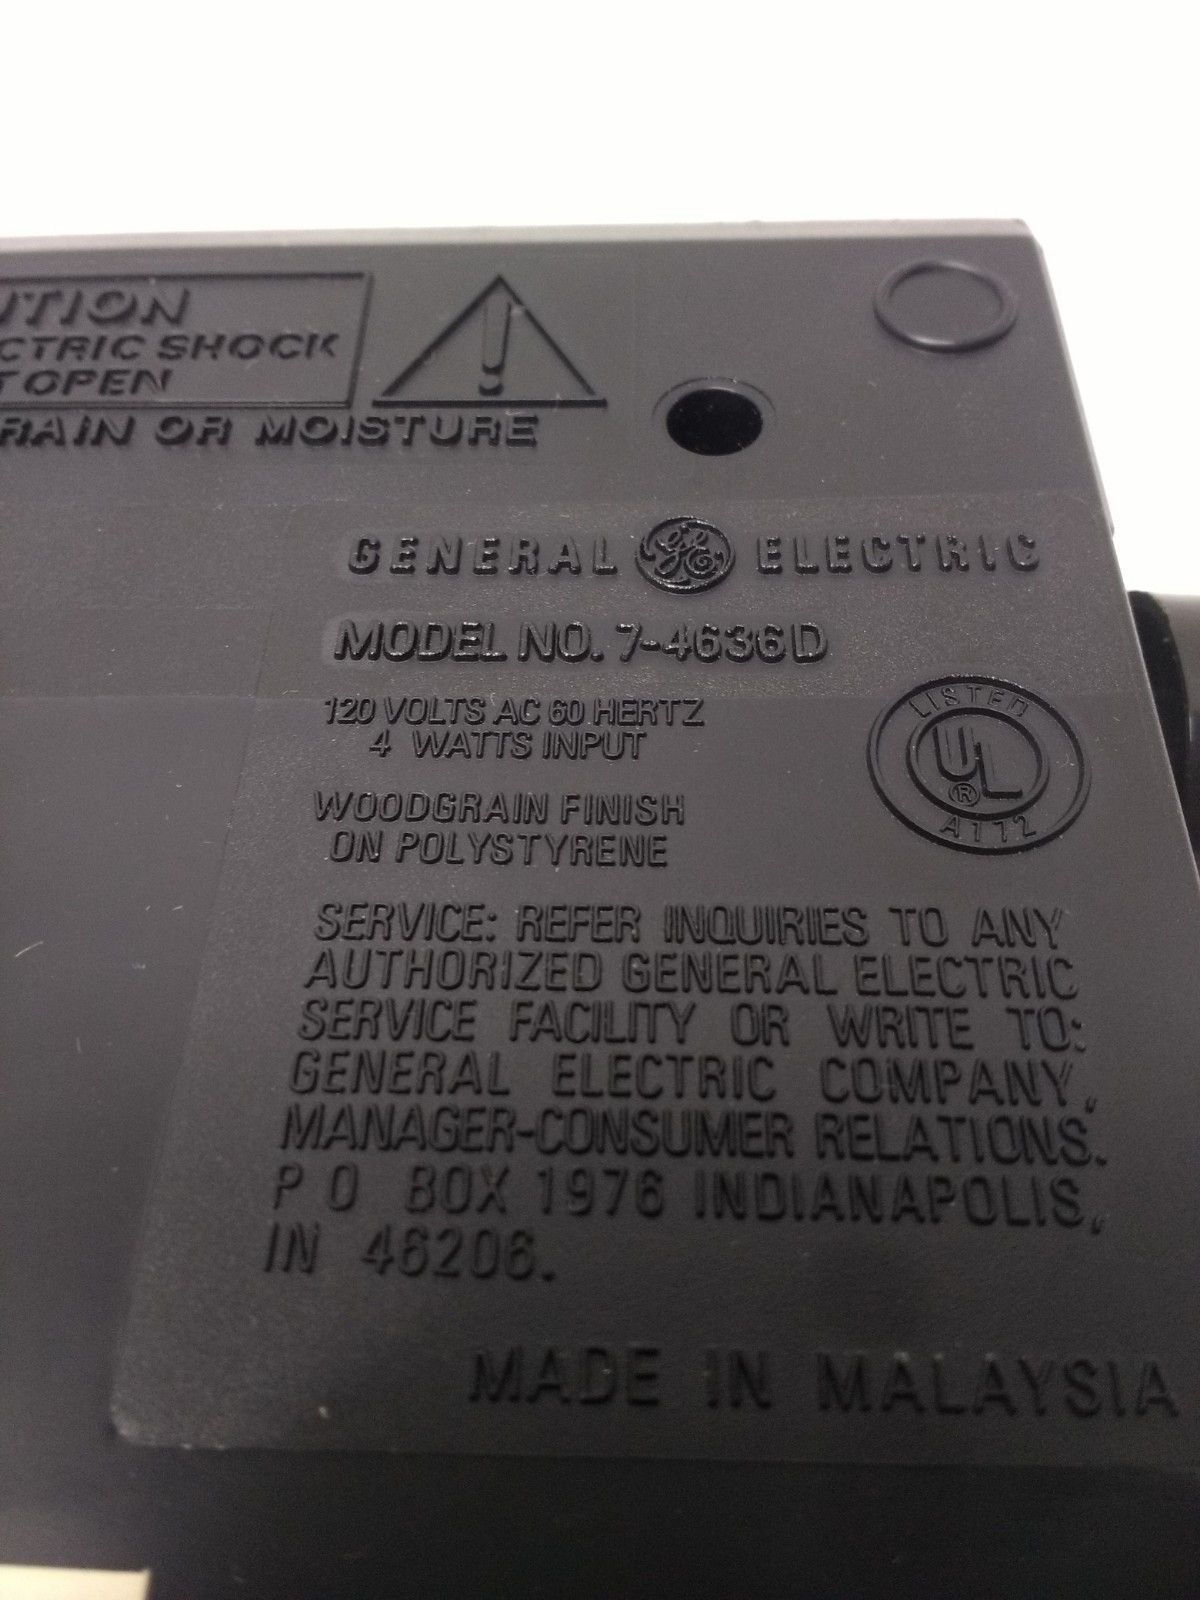 UTION
CTRIC SHOCK
T OPEN
RAIN OR MOISTURE
GENERAL GE ELECTRIC
MODEL NO. 7-4636D
120 VOLTS AC 60 HERTZ
4 WATTS INPUT
LISTED
UL
®
A172
WOODGRAIN FINISH
ON POLYSTYRENE
SERVICE: REFER INQUIRIES TO ANY
AUTHORIZED GENERAL ELECTRIC
SERVICE FACILITY OR WRITE TO:
GENERAL ELECTRIC COMPANY,
MANAGER-CONSUMER RELATIONS.
P O BOX 1976 INDIANAPOLIS,
IN 46206.
MADE IN MALAYSIA